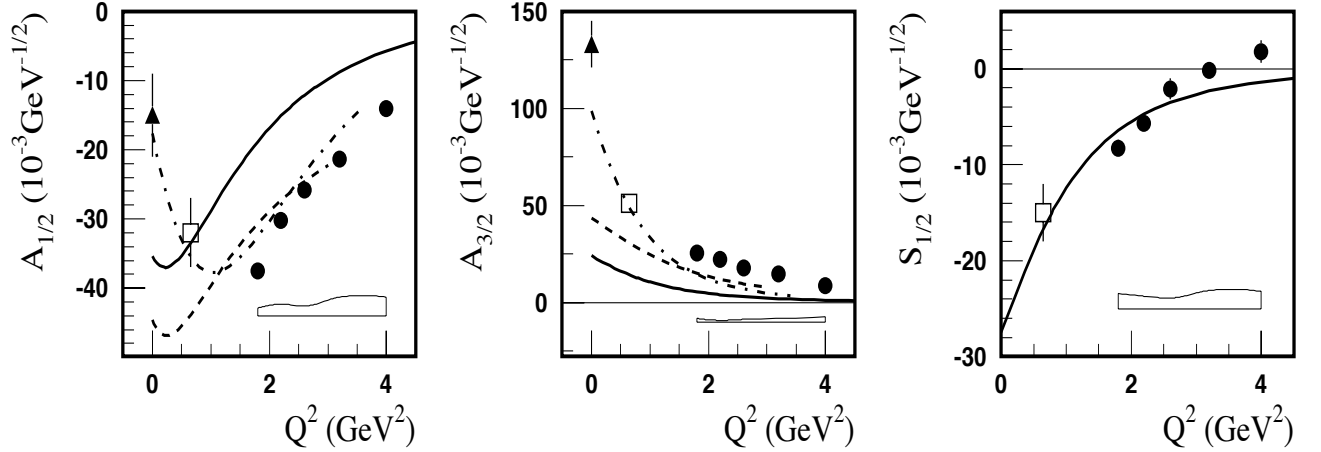 A1/2 (10-3GeV-1/2)
0
-10
-20
-30
-40
0 2 4
Q2 (GeV2)
A3/2 (10-3GeV-1/2)
150
100
50
0
0 2 4
Q2 (GeV2)
S1/2 (10-3GeV-1/2)
0
-10
-20
-30
0 2 4
Q2 (GeV2)